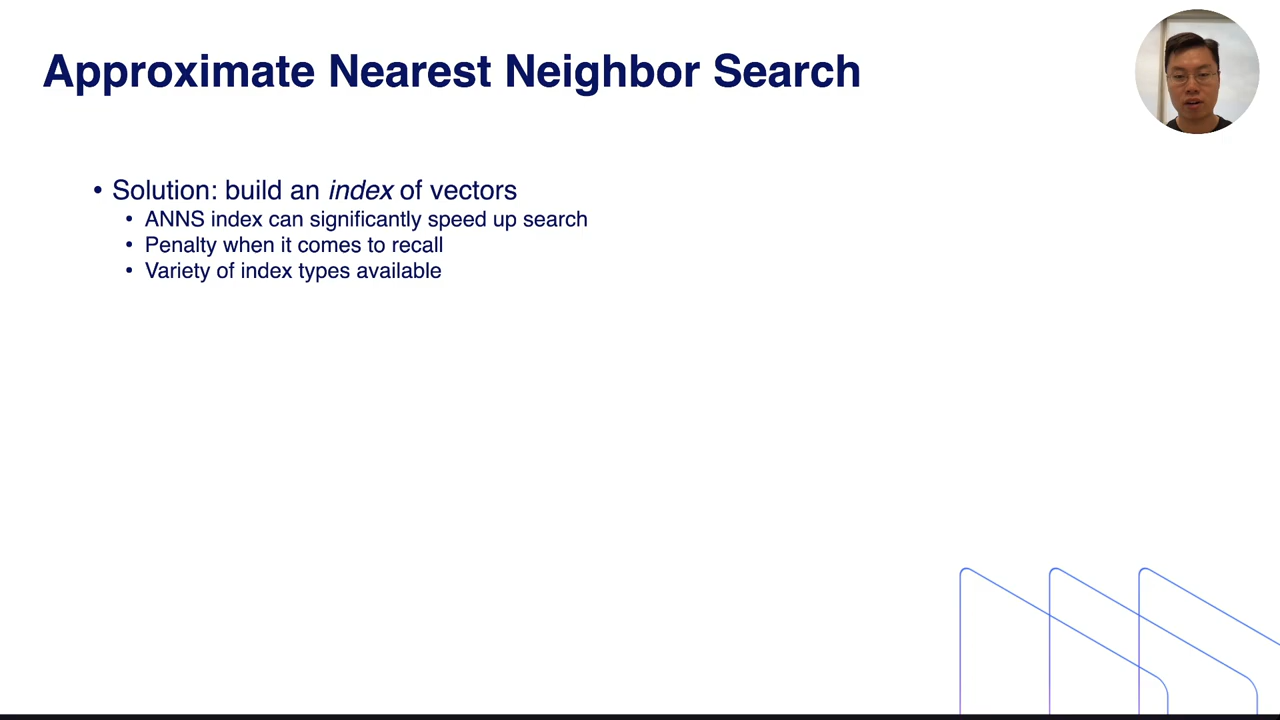 Approximate Nearest Neighbor Search
• Solution: build an index of vectors
• ANNS index can significantly speed up search
• Penalty when it comes to recall
• Variety of index types available